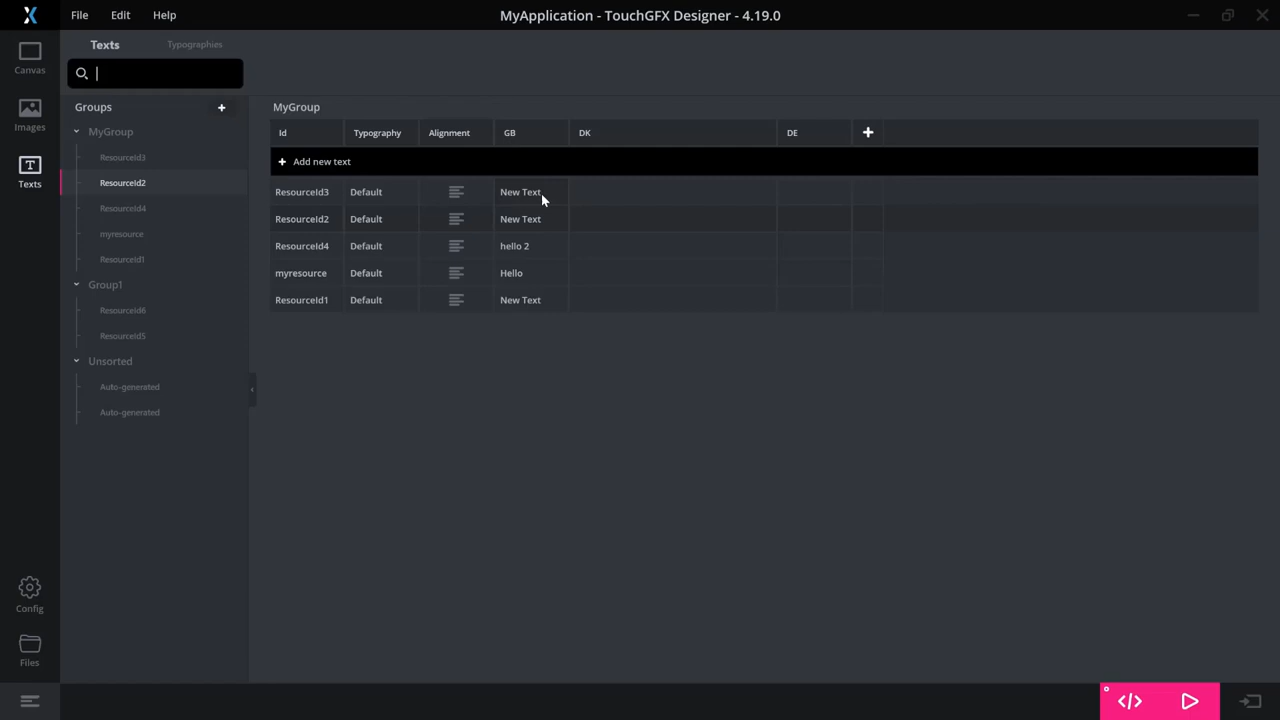 File Edit Help MyApplication - TouchGFX Designer - 4.19.0
Canvas
Images
Texts
Config
Files
Texts Typographies
Groups +
MyGroup
ResourceId3
ResourceId2
ResourceId4
myresource
ResourceId1
Group1
ResourceId6
ResourceId5
Unsorted
Auto-generated
Auto-generated
MyGroup
Id Typography Alignment GB DK DE +
+ Add new text
ResourceId3 Default New Text
ResourceId2 Default New Text
ResourceId4 Default hello 2
myresource Default Hello
ResourceId1 Default New Text